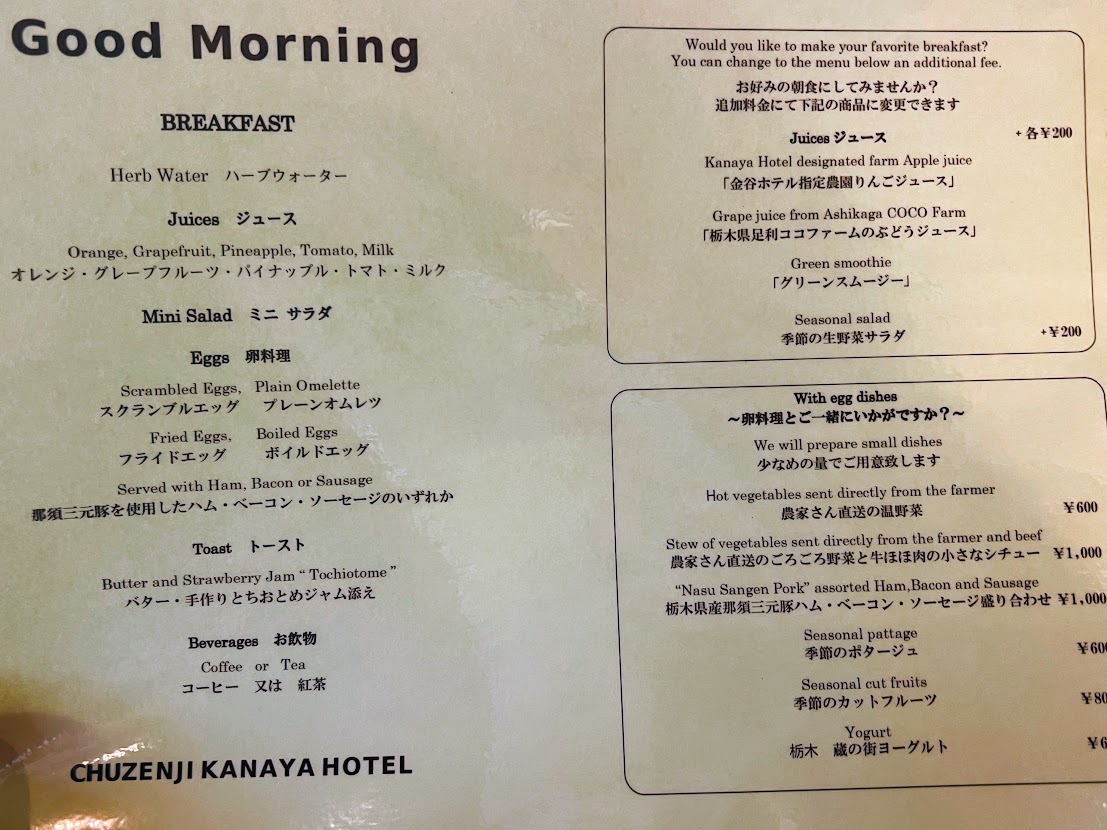 Good Morning
BREAKFAST
Herb Water ハーブウォーター
Juices ジュース
Orange, Grapefruit, Pineapple, Tomato, Milk
オレンジ・グレープフルーツ・パイナップル・トマト・ミルク
Mini Salad ミニ サラダ
Eggs 卵料理
Scrambled Eggs, Plain Omelette
スクランブルエッグ プレーンオムレツ
Fried Eggs, Boiled Eggs
フライドエッグ ボイルドエッグ
Served with Ham, Bacon or Sausage
那須三元豚を使用したハム・ベーコン・ソーセージのいずれか
Toast トースト
Butter and Strawberry Jam “ Tochiotome ”
バター・手作りとちおとめジャム添え
Beverages お飲物
Coffee or Tea
コーヒー 又は 紅茶
CHUZENJI KANAYA HOTEL
Would you like to make your favorite breakfast?
You can change to the menu below an additional fee.
お好みの朝食にしてみませんか？
追加料金にて下記の商品に変更できます
Juices ジュース +各￥200
Kanaya Hotel designated farm Apple juice
「金谷ホテル指定農園りんごジュース」
Grape juice from Ashikaga COCO Farm
「栃木県足利ココファームのぶどうジュース」
Green smoothie
「グリーンスムージー」
Seasonal salad
季節の生野菜サラダ +￥200
With egg dishes
～卵料理とご一緒にいかがですか？～
We will prepare small dishes
少なめの量でご用意致します
Hot vegetables sent directly from the farmer
農家さん直送の温野菜 ￥600
Stew of vegetables sent directly from the farmer and beef
農家さん直送のごろごろ野菜と牛ほほ肉の小さなシチュー ￥1,000
“Nasu Sangen Pork” assorted Ham,Bacon and Sausage
栃木県産那須三元豚ハム・ベーコン・ソーセージ盛り合わせ ￥1,000
Seasonal pattage
季節のポタージュ ￥600
Seasonal cut fruits
季節のカットフルーツ ￥80
Yogurt
栃木 蔵の街ヨーグルト ￥6